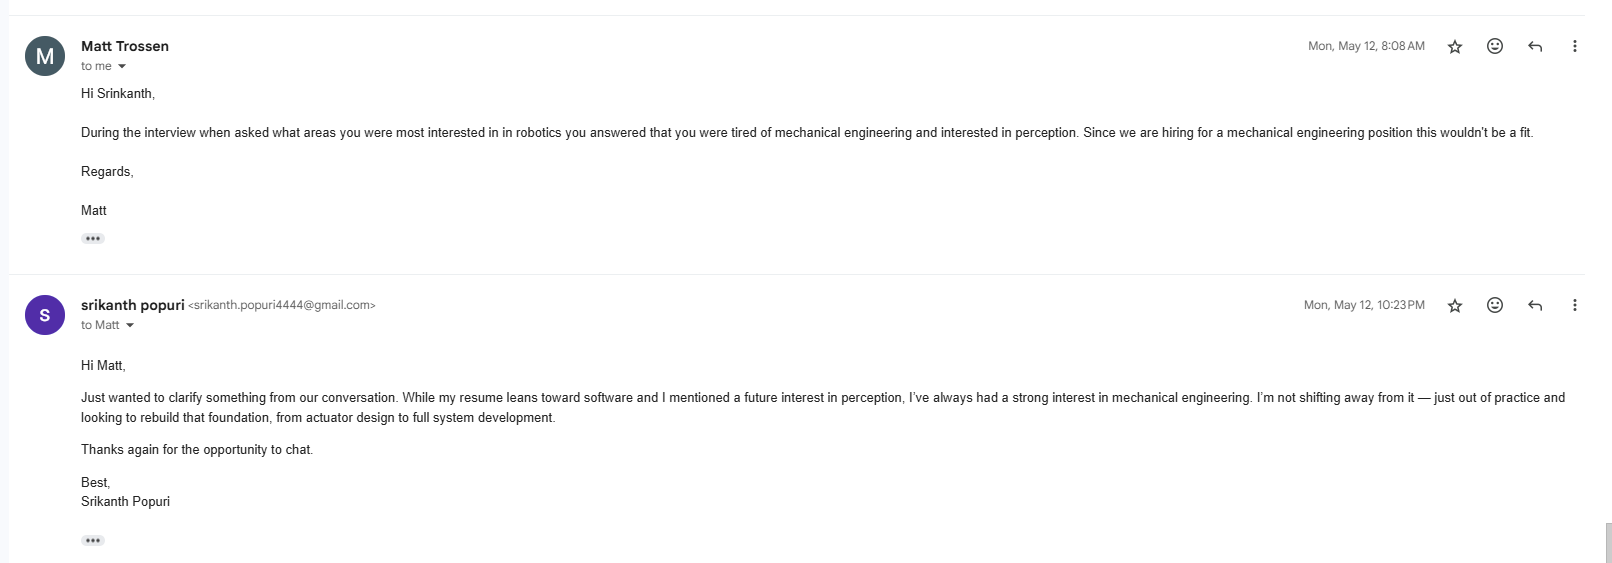 M
Matt Trossen
Mon, May 12, 8:08 AM
to me
Hi Srinkanth,
During the interview when asked what areas you were most interested in in robotics you answered that you were tired of mechanical engineering and interested in perception. Since we are hiring for a mechanical engineering position this wouldn't be a fit.
Regards,
Matt
S
srikanth popuri <srikanth.popuri4444@gmail.com>
Mon, May 12, 10:23 PM
to Matt
Hi Matt,
Just wanted to clarify something from our conversation. While my resume leans toward software and I mentioned a future interest in perception, I've always had a strong interest in mechanical engineering. I'm not shifting away from it — just out of practice and
looking to rebuild that foundation, from actuator design to full system development.
Thanks again for the opportunity to chat.
Best,
Srikanth Popuri